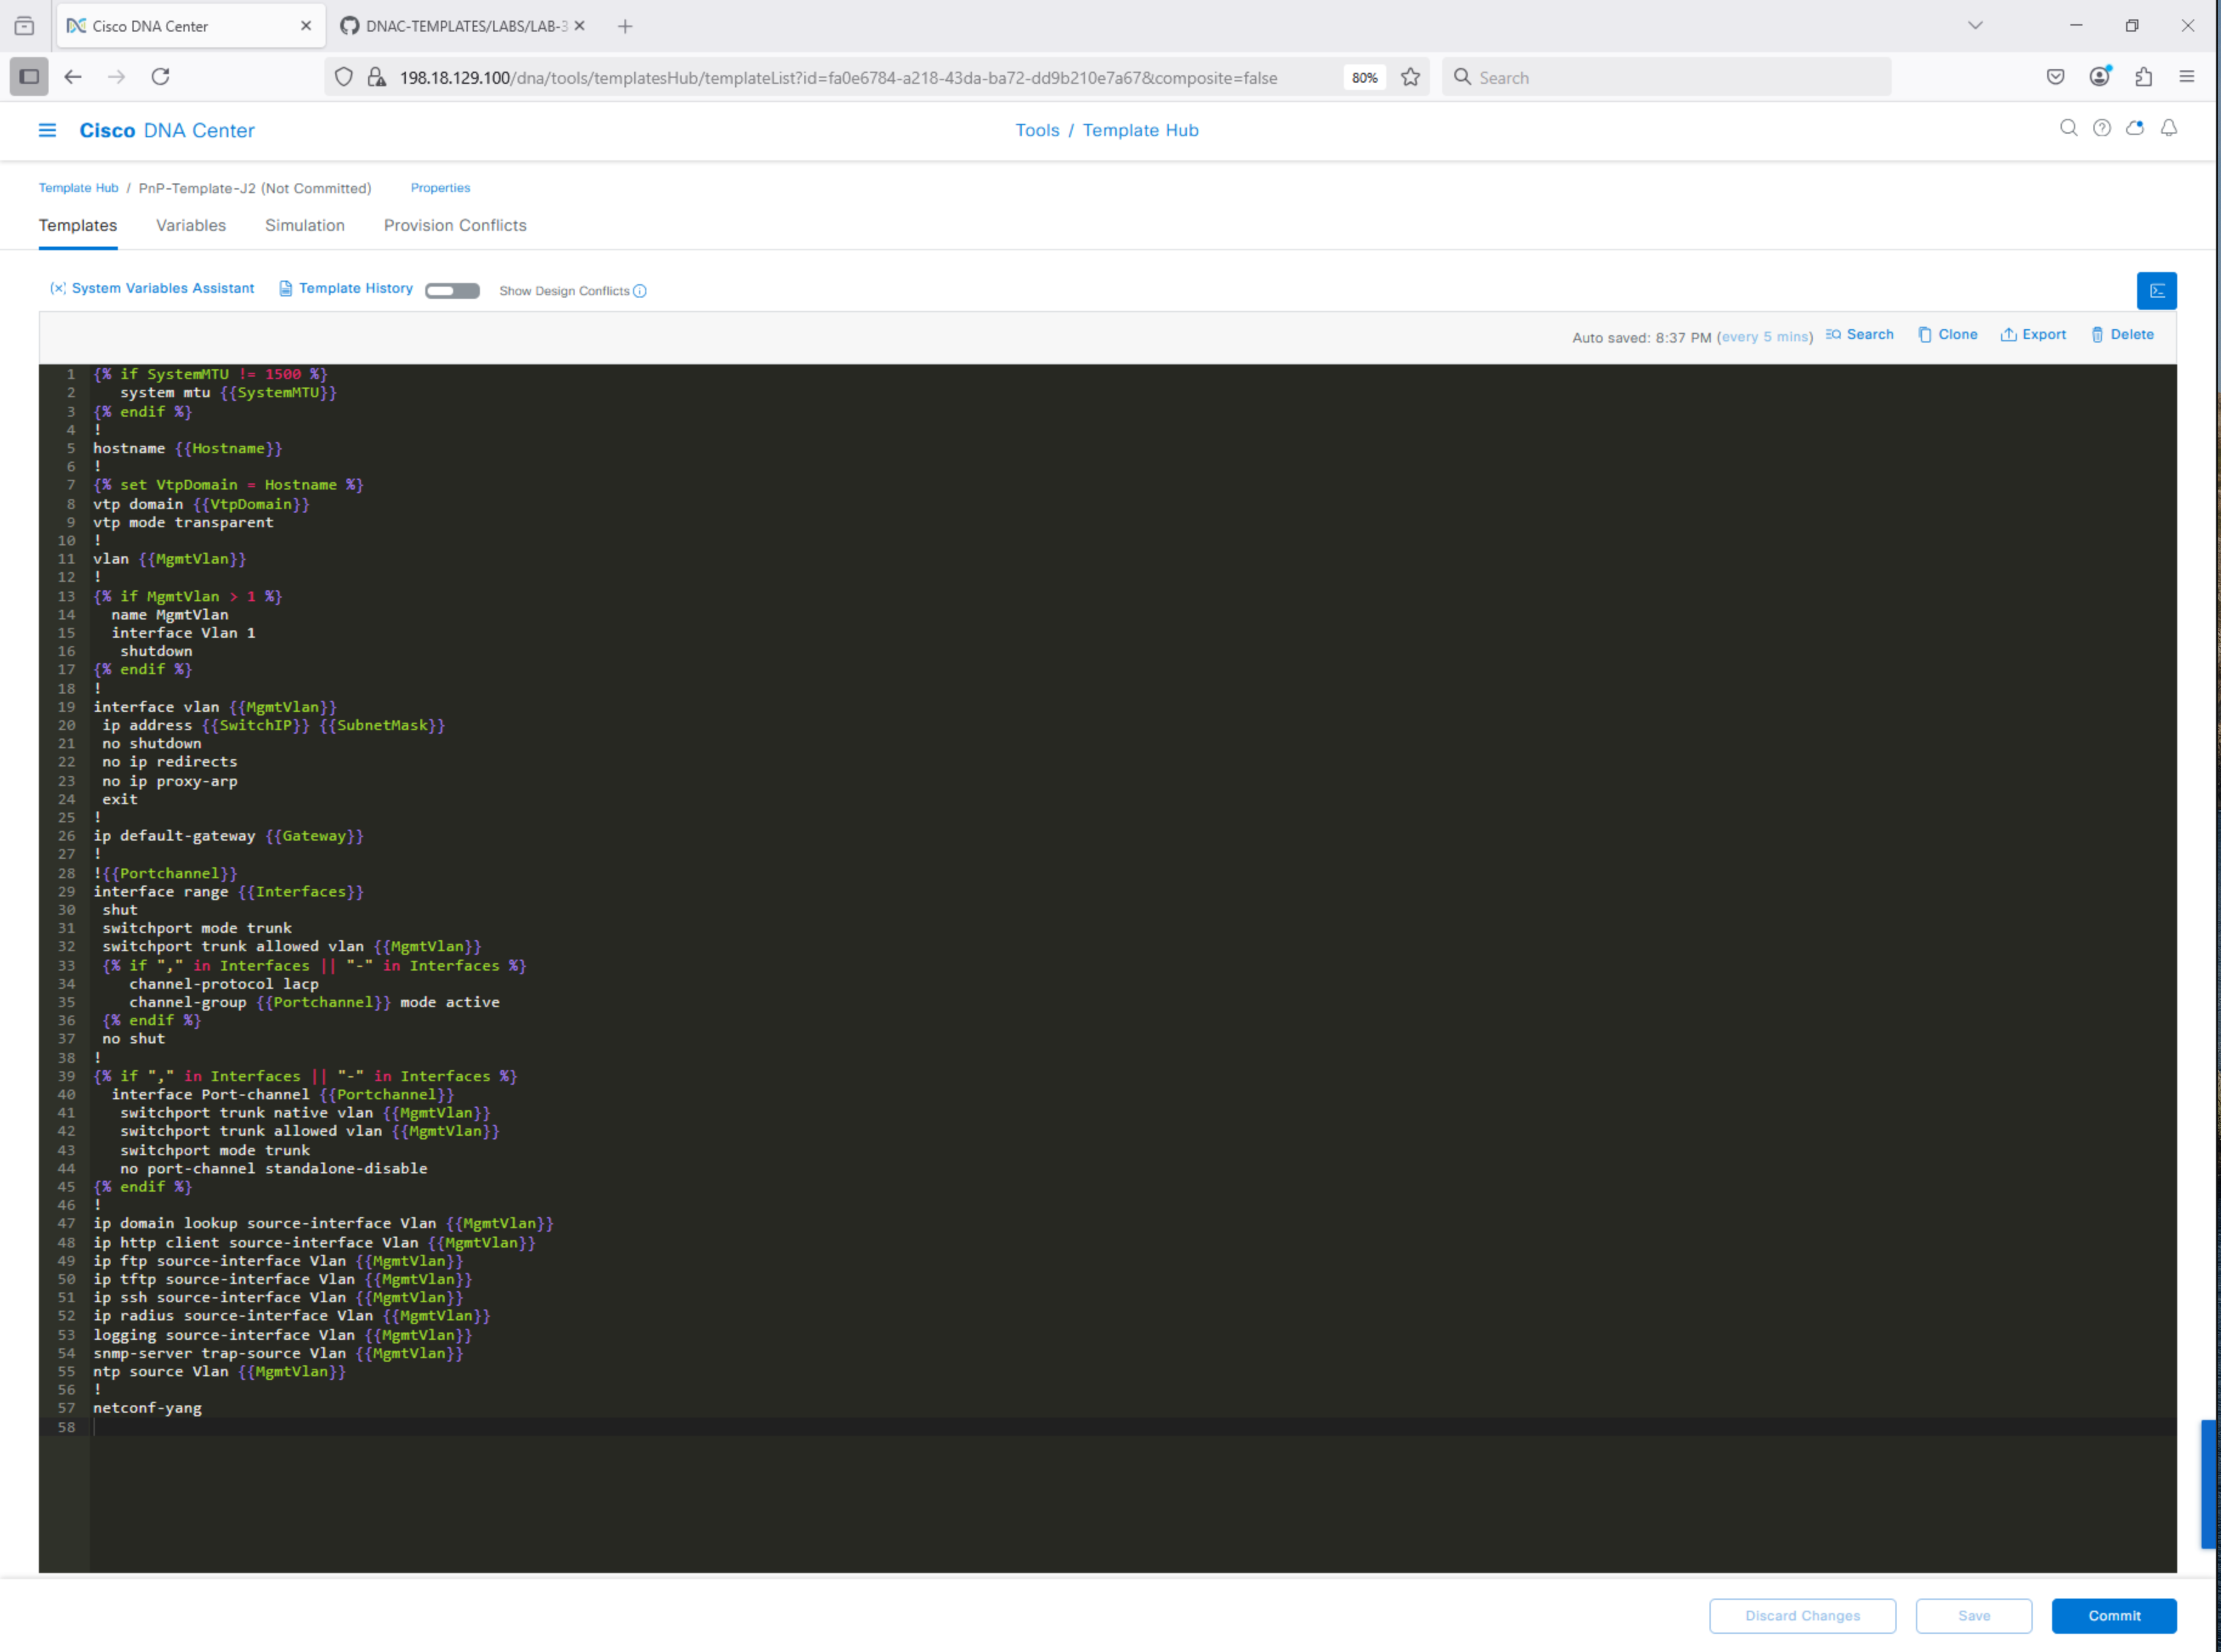 Cisco DNA Center
DNAC-TEMPLATES/LABS/LAB-3
198.18.129.100/dna/tools/templatesHub/templateList?id=fa0e6784-a218-43da-ba72-dd9b210e7a67&composite=false
80%
Search
Cisco DNA Center
Tools / Template Hub
Template Hub / PnP-Template-J2 (Not Committed) Properties
Templates Variables Simulation Provision Conflicts
System Variables Assistant Template History Show Design Conflicts
Auto saved: 8:37 PM (every 5 mins) Search Clone Export Delete
1 {% if SystemMTU != 1500 %}
2    system mtu {{SystemMTU}}
3 {% endif %}
4 !
5 hostname {{Hostname}}
6 !
7 {% set VtpDomain = Hostname %}
8 vtp domain {{VtpDomain}}
9 vtp mode transparent
10 !
11 vlan {{MgmtVlan}}
12 !
13 {% if MgmtVlan > 1 %}
14   name MgmtVlan
15   interface Vlan 1
16    shutdown
17 {% endif %}
18 !
19 interface vlan {{MgmtVlan}}
20  ip address {{SwitchIP}} {{SubnetMask}}
21  no shutdown
22  no ip redirects
23  no ip proxy-arp
24  exit
25 !
26 ip default-gateway {{Gateway}}
27 !
28 !{{Portchannel}}
29 interface range {{Interfaces}}
30  shut
31  switchport mode trunk
32  switchport trunk allowed vlan {{MgmtVlan}}
33  {% if "," in Interfaces || "-" in Interfaces %}
34     channel-protocol lacp
35     channel-group {{Portchannel}} mode active
36  {% endif %}
37  no shut
38 !
39 {% if "," in Interfaces || "-" in Interfaces %}
40   interface Port-channel {{Portchannel}}
41    switchport trunk native vlan {{MgmtVlan}}
42    switchport trunk allowed vlan {{MgmtVlan}}
43    switchport mode trunk
44    no port-channel standalone-disable
45 {% endif %}
46 !
47 ip domain lookup source-interface Vlan {{MgmtVlan}}
48 ip http client source-interface Vlan {{MgmtVlan}}
49 ip ftp source-interface Vlan {{MgmtVlan}}
50 ip tftp source-interface Vlan {{MgmtVlan}}
51 ip ssh source-interface Vlan {{MgmtVlan}}
52 ip radius source-interface Vlan {{MgmtVlan}}
53 logging source-interface Vlan {{MgmtVlan}}
54 snmp-server trap-source Vlan {{MgmtVlan}}
55 ntp source Vlan {{MgmtVlan}}
56 !
57 netconf-yang
58
Discard Changes Save Commit